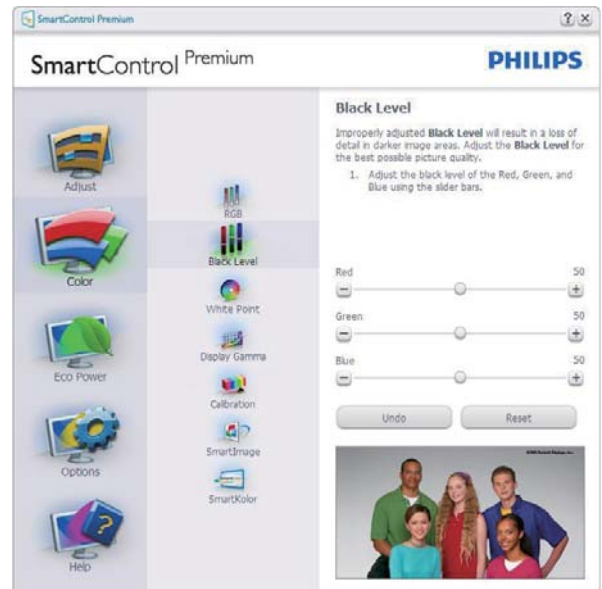 SmartControl Premium
? ×
SmartControl Premium
PHILIPS
Adjust
Color
Eco Power
Options
Help
RGB
Black Level
White Point
Display Gamma
Calibration
SmartImage
SmartKolor
Black Level
Improperly adjusted Black Level will result in a loss of
detail in darker image areas. Adjust the Black Level for
the best possible picture quality.
1. Adjust the black level of the Red, Green, and
Blue using the slider bars.
Red 50
Green 50
Blue 50
Undo Reset